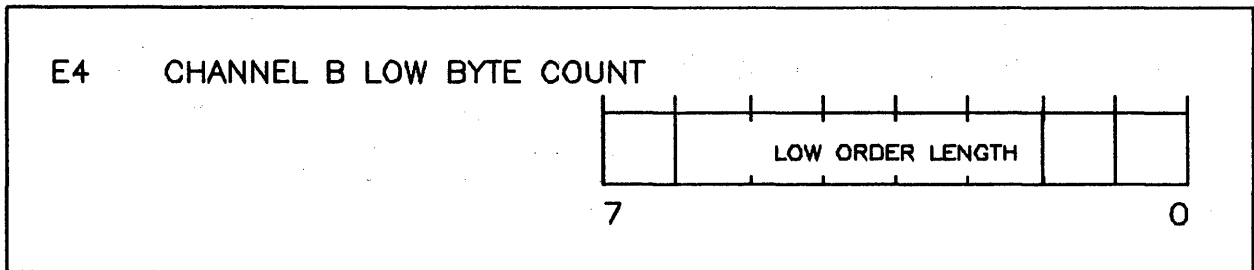 E4 CHANNEL B LOW BYTE COUNT
LOW ORDER LENGTH
7 0